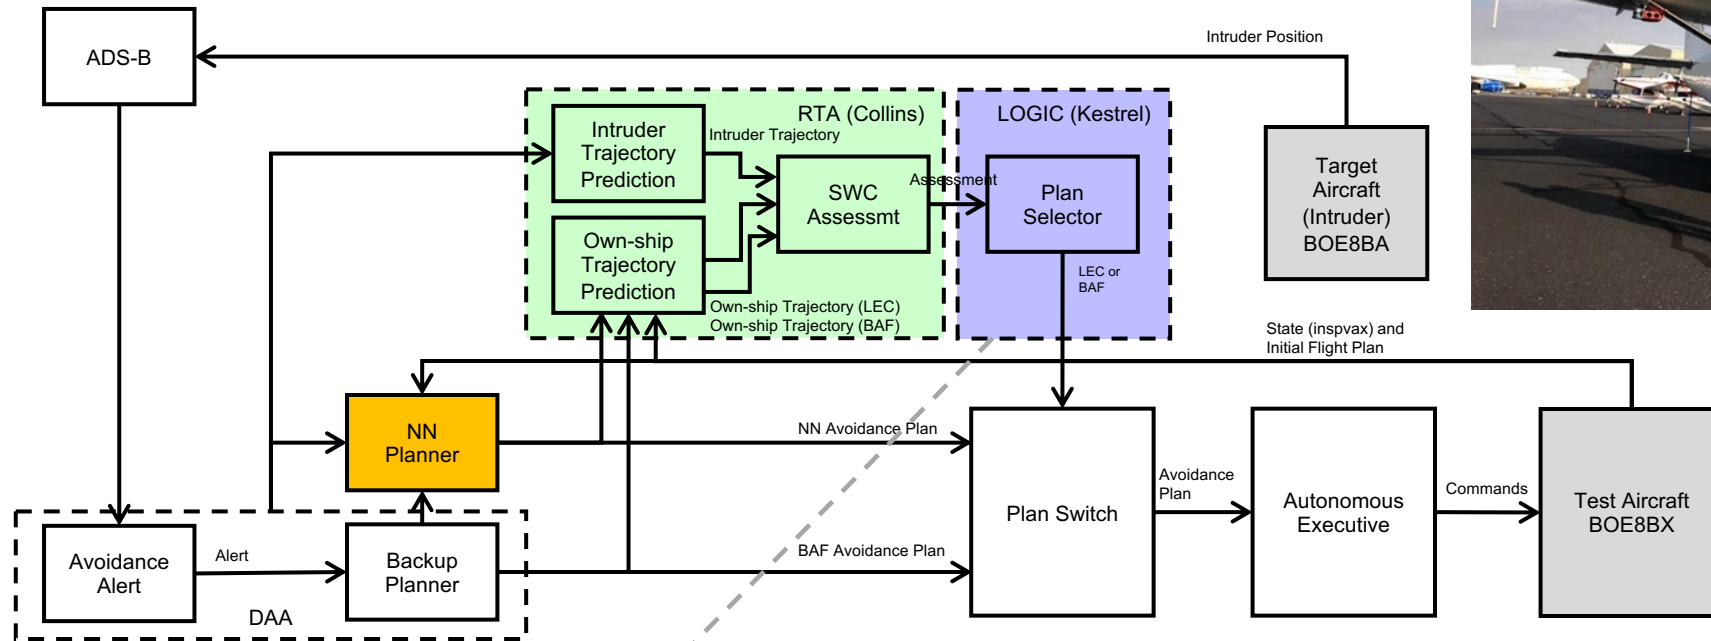 ADS-B
Intruder Position
RTA (Collins)
LOGIC (Kestrel)
Intruder
Trajectory
Prediction
Intruder Trajectory
SWC
Assessmt
Assessment
Plan
Selector
Target
Aircraft
(Intruder)
BOE8BA
Own-ship
Trajectory
Prediction
Own-ship Trajectory (LEC)
Own-ship Trajectory (BAF)
LEC or
BAF
State (inspvax) and
Initial Flight Plan
NN
Planner
NN Avoidance Plan
Plan Switch
Avoidance
Plan
Autonomous
Executive
Commands
Test Aircraft
BOE8BX
Avoidance
Alert
Alert
Backup
Planner
BAF Avoidance Plan
DAA